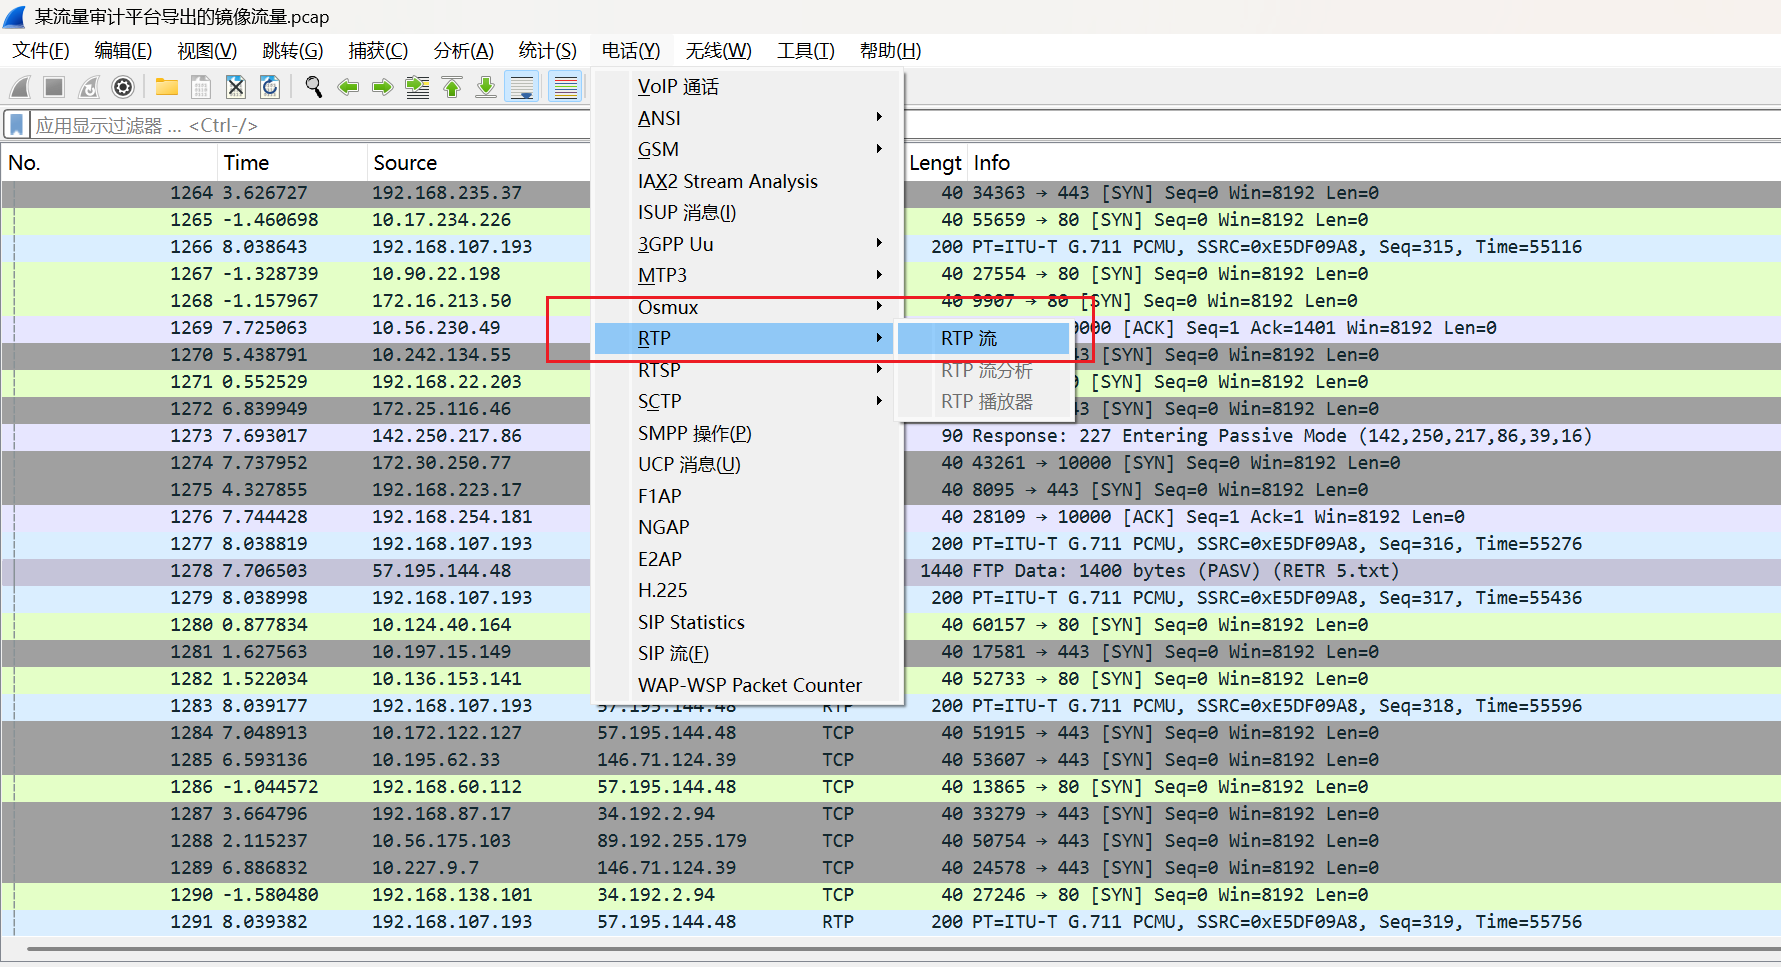 某流量审计平台导出的镜像流量.pcap
文件(F) 编辑(E) 视图(V) 跳转(G) 捕获(C) 分析(A) 统计(S) 电话(Y) 无线(W) 工具(T) 帮助(H)
应用显示过滤器 … <Ctrl-/>
VoIP 通话
ANSI
GSM
IAX2 Stream Analysis
ISUP 消息(I)
3GPP Uu
MTP3
Osmux
RTP
RTSP
SCTP
SMPP 操作(P)
UCP 消息(U)
F1AP
NGAP
E2AP
H.225
SIP Statistics
SIP 流(F)
WAP-WSP Packet Counter
RTP 流
RTP 流分析
RTP 播放器
No. Time Source Lengt Info
1264 3.626727 192.168.235.37 40 34363 → 443 [SYN] Seq=0 Win=8192 Len=0
1265 -1.460698 10.17.234.226 40 55659 → 80 [SYN] Seq=0 Win=8192 Len=0
1266 8.038643 192.168.107.193 200 PT=ITU-T G.711 PCMU, SSRC=0xE5DF09A8, Seq=315, Time=55116
1267 -1.328739 10.90.22.198 40 27554 → 80 [SYN] Seq=0 Win=8192 Len=0
1268 -1.157967 172.16.213.50 40 9907 → 80 [SYN] Seq=0 Win=8192 Len=0
1269 7.725063 10.56.230.49 0000 [ACK] Seq=1 Ack=1401 Win=8192 Len=0
1270 5.438791 10.242.134.55 43 [SYN] Seq=0 Win=8192 Len=0
1271 0.552529 192.168.22.203 [SYN] Seq=0 Win=8192 Len=0
1272 6.839949 172.25.116.46 43 [SYN] Seq=0 Win=8192 Len=0
1273 7.693017 142.250.217.86 90 Response: 227 Entering Passive Mode (142,250,217,86,39,16)
1274 7.737952 172.30.250.77 40 43261 → 10000 [SYN] Seq=0 Win=8192 Len=0
1275 4.327855 192.168.223.17 40 8095 → 443 [SYN] Seq=0 Win=8192 Len=0
1276 7.744428 192.168.254.181 40 28109 → 10000 [ACK] Seq=1 Ack=1 Win=8192 Len=0
1277 8.038819 192.168.107.193 200 PT=ITU-T G.711 PCMU, SSRC=0xE5DF09A8, Seq=316, Time=55276
1278 7.706503 57.195.144.48 1440 FTP Data: 1400 bytes (PASV) (RETR 5.txt)
1279 8.038998 192.168.107.193 200 PT=ITU-T G.711 PCMU, SSRC=0xE5DF09A8, Seq=317, Time=55436
1280 0.877834 10.124.40.164 40 60157 → 80 [SYN] Seq=0 Win=8192 Len=0
1281 1.627563 10.197.15.149 40 17581 → 443 [SYN] Seq=0 Win=8192 Len=0
1282 1.522034 10.136.153.141 40 52733 → 80 [SYN] Seq=0 Win=8192 Len=0
1283 8.039177 192.168.107.193 57.195.144.48 RTP 200 PT=ITU-T G.711 PCMU, SSRC=0xE5DF09A8, Seq=318, Time=55596
1284 7.048913 10.172.122.127 57.195.144.48 TCP 40 51915 → 443 [SYN] Seq=0 Win=8192 Len=0
1285 6.593136 10.195.62.33 146.71.124.39 TCP 40 53607 → 443 [SYN] Seq=0 Win=8192 Len=0
1286 -1.044572 192.168.60.112 57.195.144.48 TCP 40 13865 → 80 [SYN] Seq=0 Win=8192 Len=0
1287 3.664796 192.168.87.17 34.192.2.94 TCP 40 33279 → 443 [SYN] Seq=0 Win=8192 Len=0
1288 2.115237 10.56.175.103 89.192.255.179 TCP 40 50754 → 443 [SYN] Seq=0 Win=8192 Len=0
1289 6.886832 10.227.9.7 146.71.124.39 TCP 40 24578 → 443 [SYN] Seq=0 Win=8192 Len=0
1290 -1.580480 192.168.138.101 34.192.2.94 TCP 40 27246 → 80 [SYN] Seq=0 Win=8192 Len=0
1291 8.039382 192.168.107.193 57.195.144.48 RTP 200 PT=ITU-T G.711 PCMU, SSRC=0xE5DF09A8, Seq=319, Time=55756